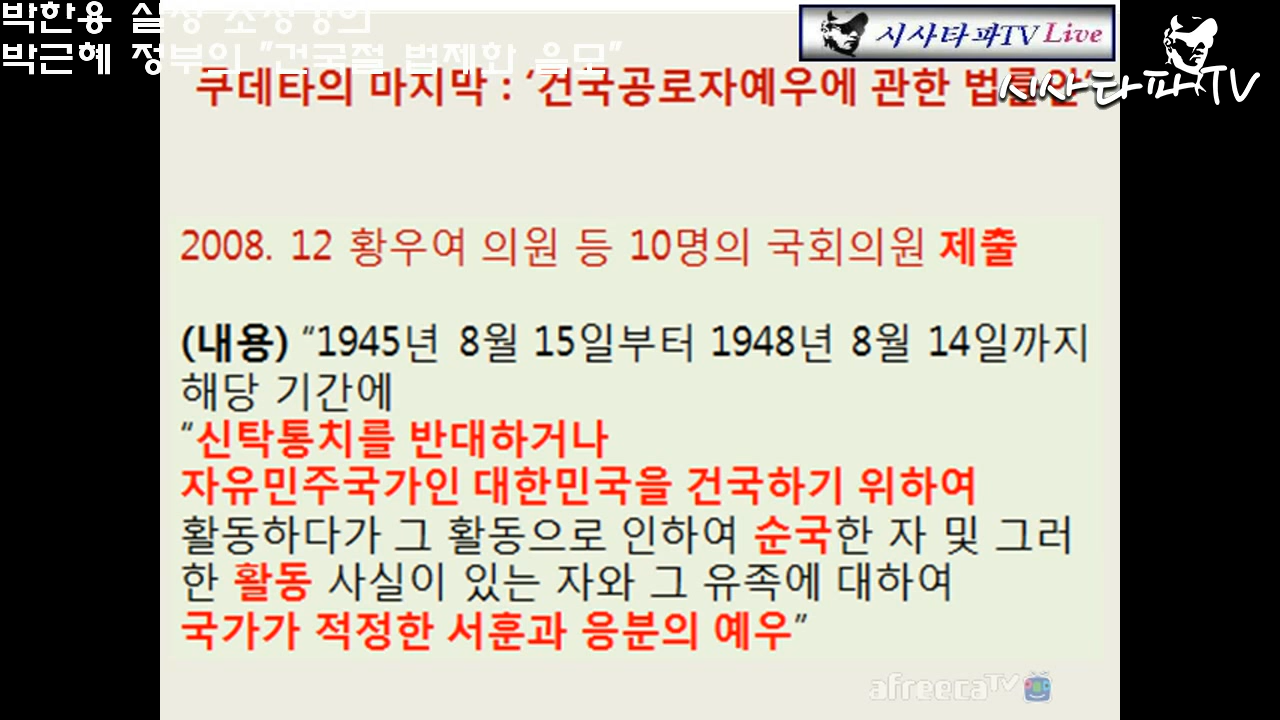 박한용 실장 초청강의
박근혜 정부의 "건국절 법제화 음모"
시사타파TV Live
시사타파TV
쿠데타의 마지막 : ‘건국공로자예우에 관한 법률안’
2008. 12 황우여 의원 등 10명의 국회의원 제출
(내용) “1945년 8월 15일부터 1948년 8월 14일까지
해당 기간에
“신탁통치를 반대하거나
자유민주국가인 대한민국을 건국하기 위하여
활동하다가 그 활동으로 인하여 순국한 자 및 그러
한 활동 사실이 있는 자와 그 유족에 대하여
국가가 적정한 서훈과 응분의 예우”
afreecaTV